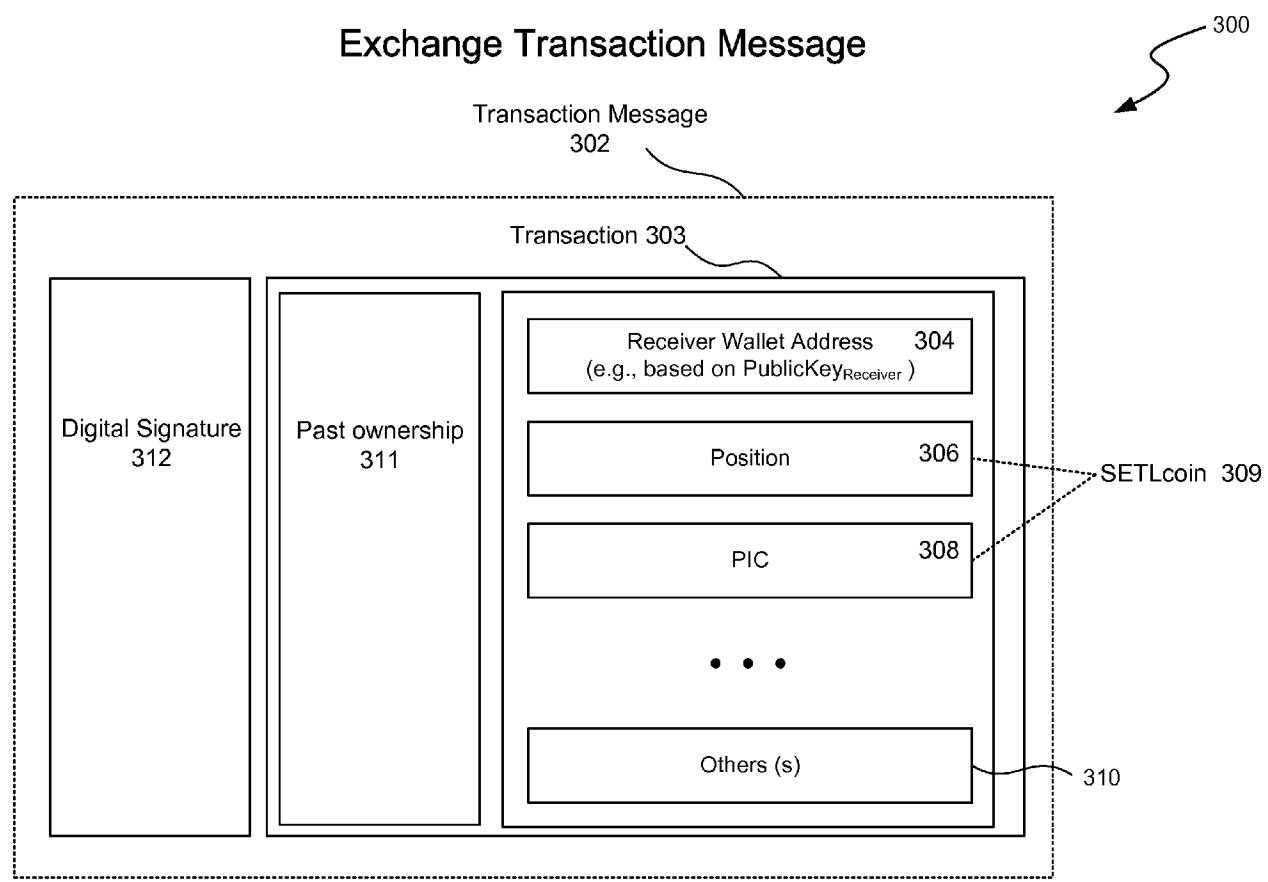 Exchange Transaction Message
300
Transaction Message
302
Transaction 303
Digital Signature
312
Past ownership
311
Receiver Wallet Address 304
(e.g., based on PublicKeyReceiver )
Position 306
PIC 308
SETLcoin 309
• • •
Others (s)
310